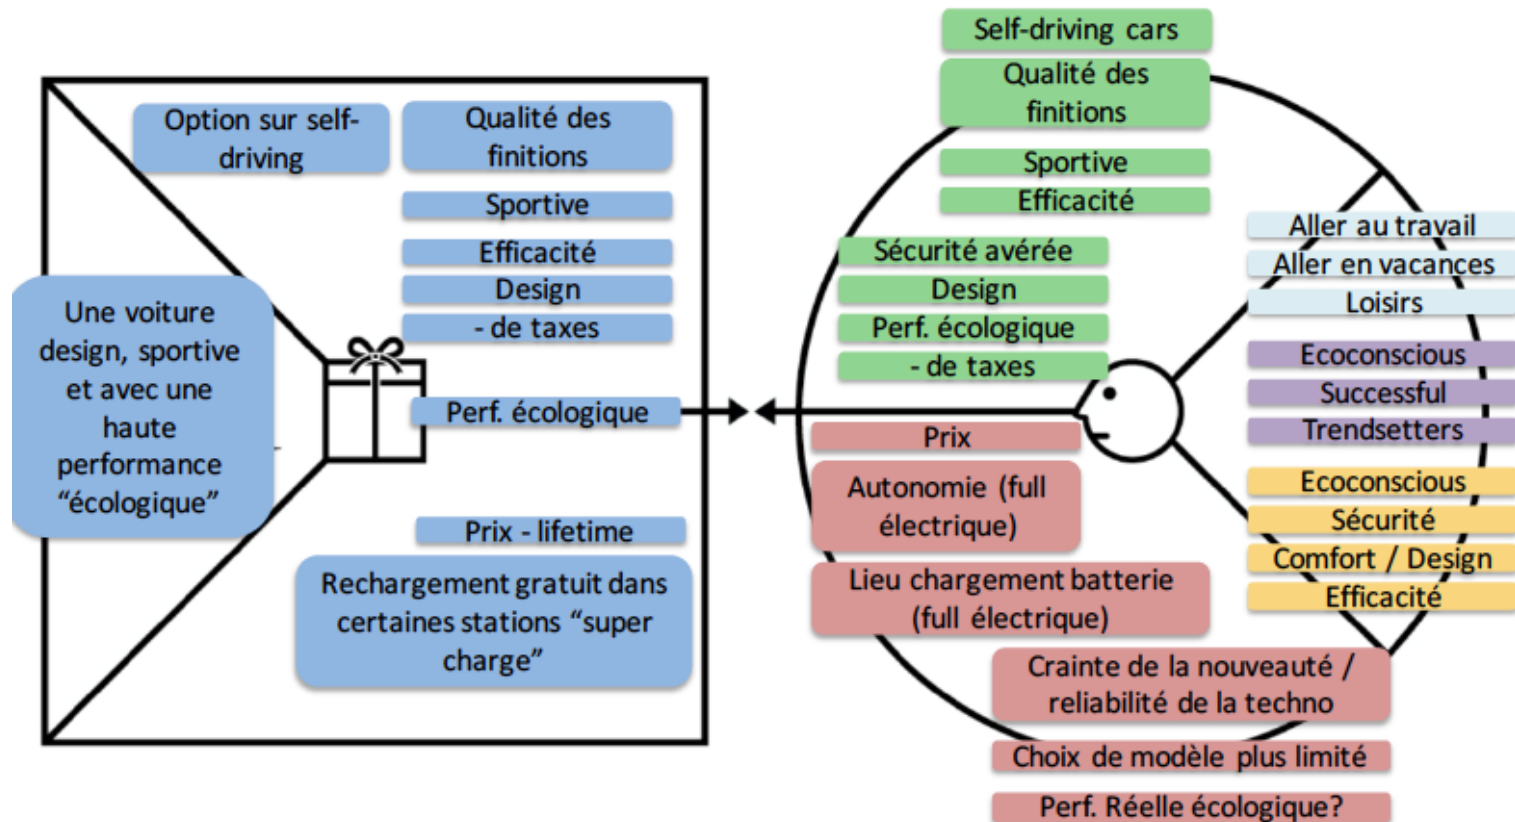 Option sur self-
driving
Qualité des
finitions
Sportive
Efficacité
Design
- de taxes
Une voiture
design, sportive
et avec une
haute
performance
“écologique”
Perf. écologique
Prix - lifetime
Rechargement gratuit dans
certaines stations “super
charge”
Self-driving cars
Qualité des
finitions
Sportive
Efficacité
Sécurité avérée
Design
Perf. écologique
- de taxes
Prix
Autonomie (full
électrique)
Lieu chargement batterie
(full électrique)
Crainte de la nouveauté /
reliabilité de la techno
Choix de modèle plus limité
Perf. Réelle écologique?
Aller au travail
Aller en vacances
Loisirs
Ecoconscious
Successful
Trendsetters
Ecoconscious
Sécurité
Comfort / Design
Efficacité